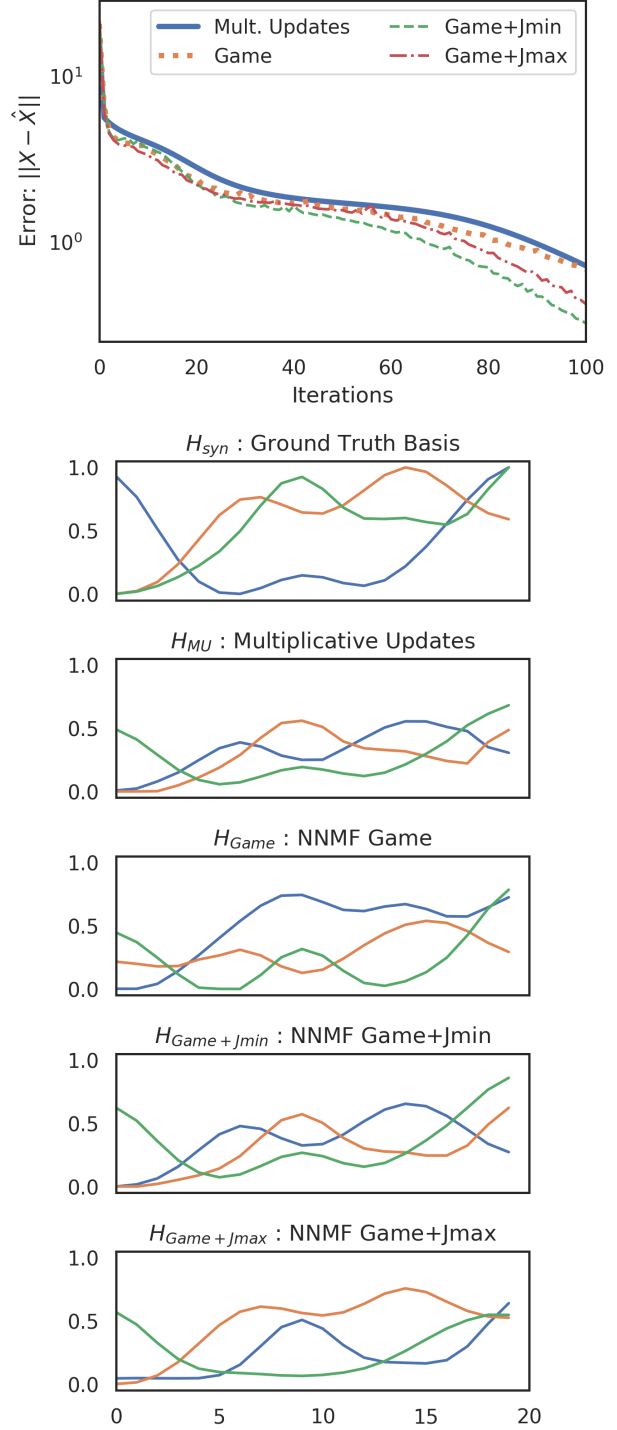 Mult. Updates
Game
Game+Jmin
Game+Jmax
Error: ||X − X̂||
10¹
10⁰
0 20 40 60 80 100
Iterations
H_syn : Ground Truth Basis
1.0
0.5
0.0
H_MU : Multiplicative Updates
1.0
0.5
0.0
H_Game : NNMF Game
1.0
0.5
0.0
H_Game+Jmin : NNMF Game+Jmin
1.0
0.5
0.0
H_Game+Jmax : NNMF Game+Jmax
1.0
0.5
0.0
0 5 10 15 20